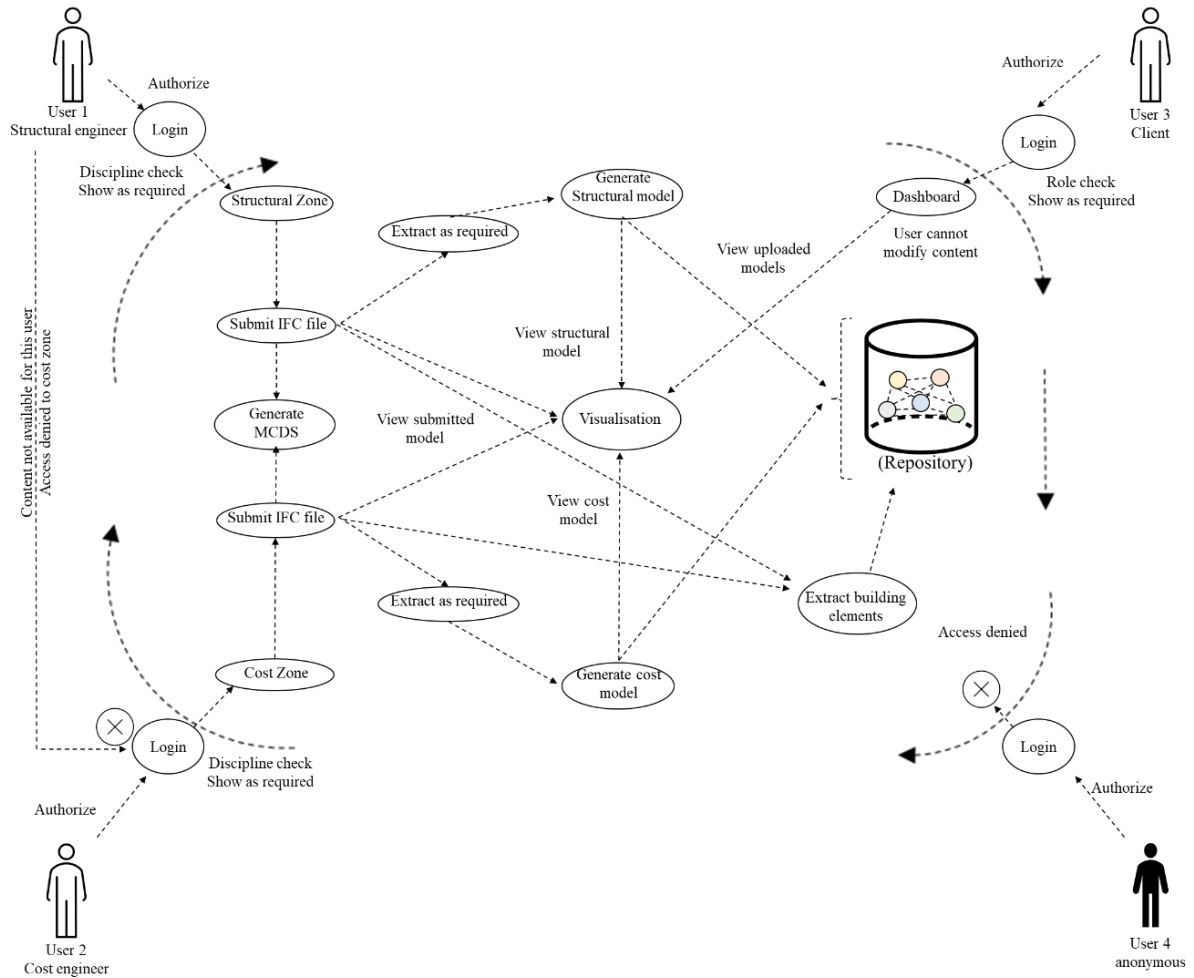 User 1
Structural engineer
Authorize
Login
Discipline check
Show as required
Structural Zone
Submit IFC file
Generate
MCDS
Submit IFC file
Cost Zone
Content not available for this user
Access denied to cost zone
Login
Discipline check
Show as required
Authorize
User 2
Cost engineer
Extract as required
Generate
Structural model
View structural
model
View submitted
model
Visualisation
View cost
model
Extract as required
Generate cost
model
View uploaded
models
Authorize
User 3
Client
Login
Role check
Show as required
Dashboard
User cannot
modify content
(Repository)
Extract building
elements
Access denied
Login
Authorize
User 4
anonymous